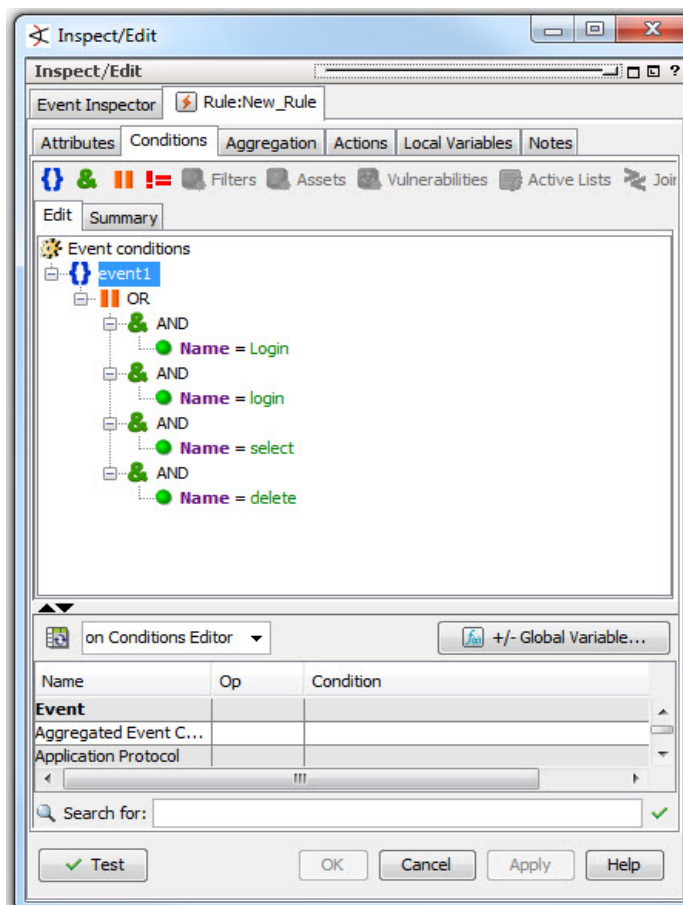 Inspect/Edit
Inspect/Edit ?
Event Inspector Rule:New_Rule
Attributes Conditions Aggregation Actions Local Variables Notes
{} & != Filters Assets Vulnerabilities Active Lists Join
Edit Summary
Event conditions
{} event1
OR
& AND
Name = Login
& AND
Name = login
& AND
Name = select
& AND
Name = delete
on Conditions Editor +/- Global Variable...
Name Op Condition
Event
Aggregated Event C...
Application Protocol
Search for:
Test OK Cancel Apply Help